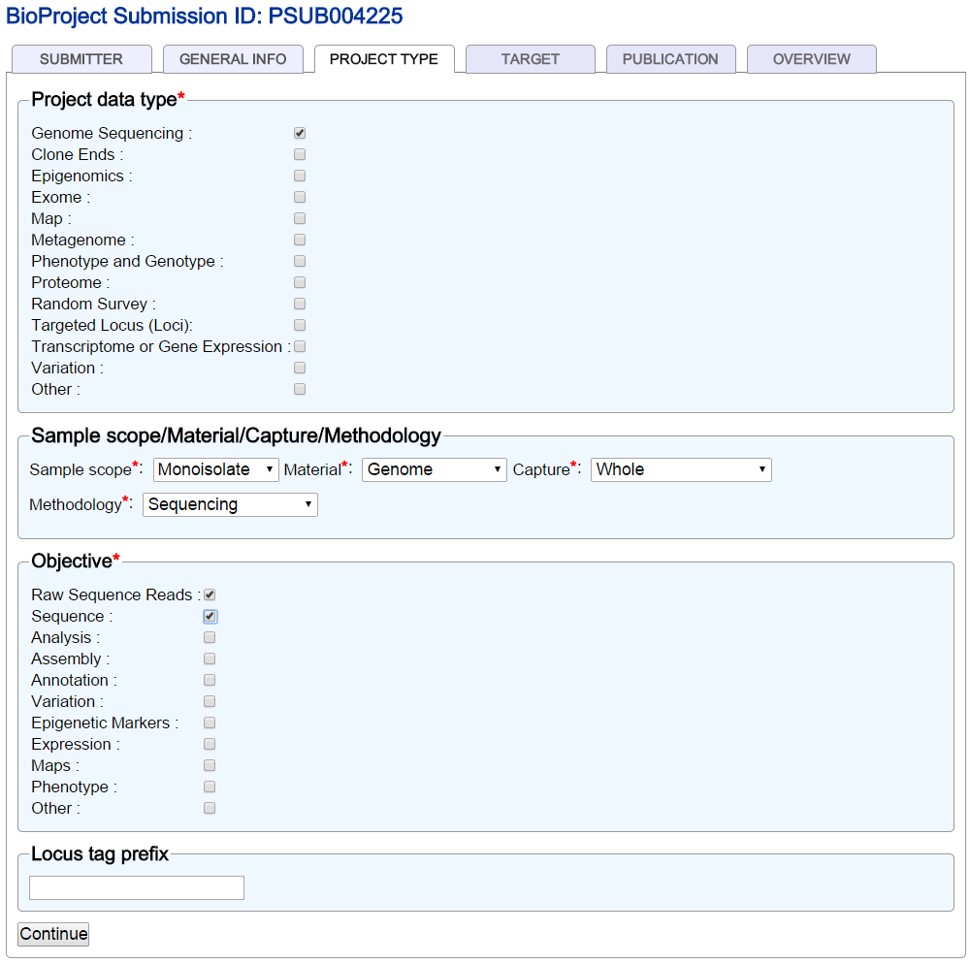 BioProject Submission ID: PSUB004225
SUBMITTER GENERAL INFO PROJECT TYPE TARGET PUBLICATION OVERVIEW
Project data type*
Genome Sequencing :
Clone Ends :
Epigenomics :
Exome :
Map :
Metagenome :
Phenotype and Genotype :
Proteome :
Random Survey :
Targeted Locus (Loci):
Transcriptome or Gene Expression :
Variation :
Other :
Sample scope/Material/Capture/Methodology
Sample scope*: Monoisolate Material*: Genome Capture*: Whole
Methodology*: Sequencing
Objective*
Raw Sequence Reads :
Sequence :
Analysis :
Assembly :
Annotation :
Variation :
Epigenetic Markers :
Expression :
Maps :
Phenotype :
Other :
Locus tag prefix
Continue